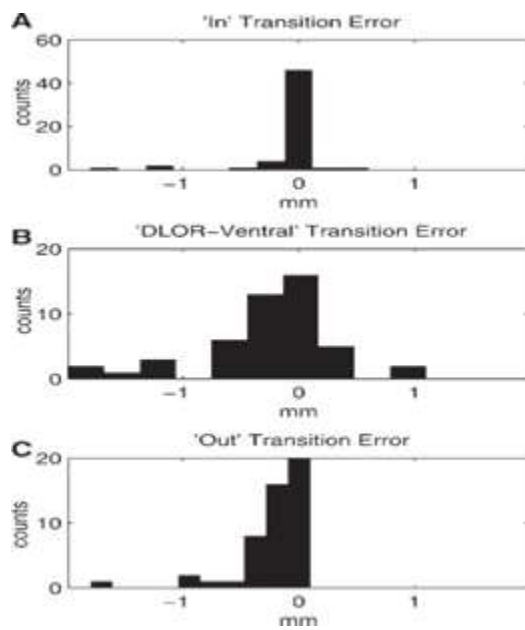 A
'In' Transition Error
60
40
20
0
counts
−1 0 1
mm
B
'DLOR−Ventral' Transition Error
20
10
0
counts
−1 0 1
mm
C
'Out' Transition Error
20
10
0
counts
−1 0 1
mm